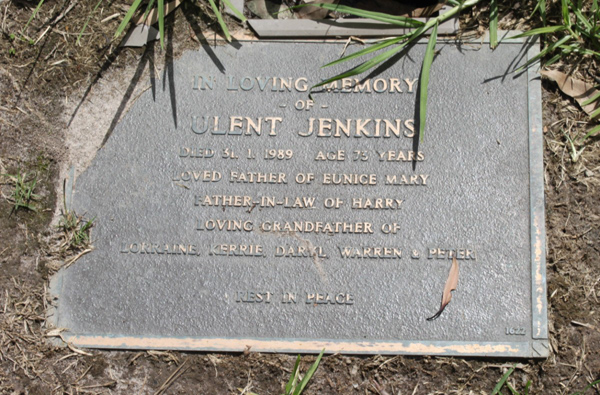 IN LOVING MEMORY
- OF -
ULENT JENKINS
DIED 31. 1. 1989 AGE 73 YEARS
LOVED FATHER OF EUNICE MARY
FATHER-IN-LAW OF HARRY
LOVING GRANDFATHER OF
LORRAINE, KERRIE, DARYL, WARREN & PETER
REST IN PEACE
1622